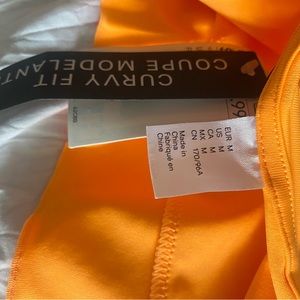 CURVY FIT
COUPE MODELANTE
EUR M
US M
CA M
MX M
CN 170/96A
Made in
China
Fabriqué en
Chine